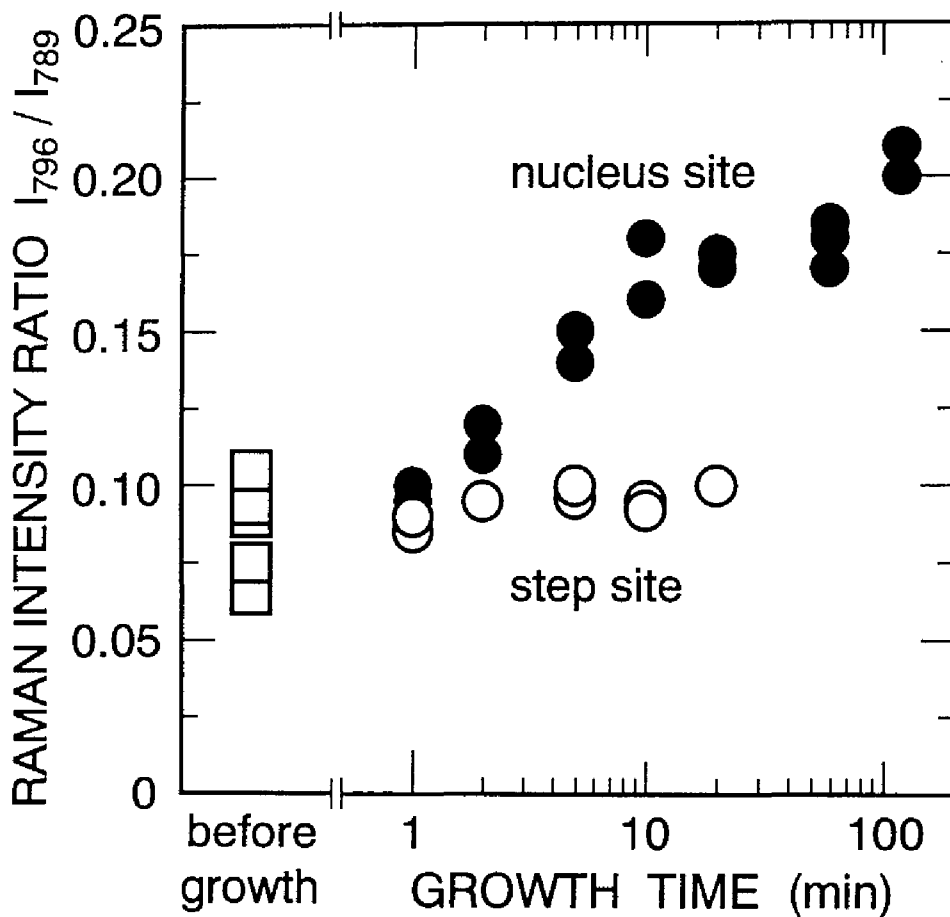 RAMAN INTENSITY RATIO I796 / I789
0.25
0.20
0.15
0.10
0.05
0
nucleus site
step site
before
growth
1
10
100
GROWTH TIME (min)